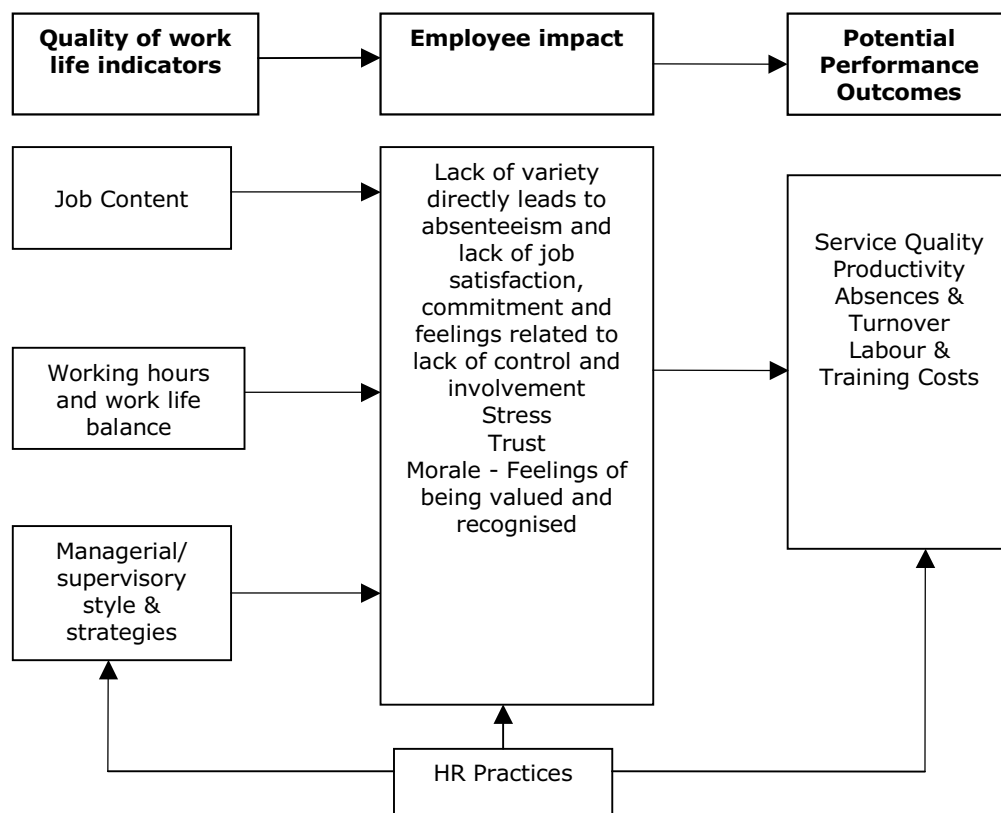 Quality of work
life indicators
Employee impact
Potential
Performance
Outcomes
Job Content
Working hours
and work life
balance
Managerial/
supervisory
style &
strategies
Lack of variety
directly leads to
absenteeism and
lack of job
satisfaction,
commitment and
feelings related to
lack of control and
involvement
Stress
Trust
Morale - Feelings of
being valued and
recognised
Service Quality
Productivity
Absences &
Turnover
Labour &
Training Costs
HR Practices